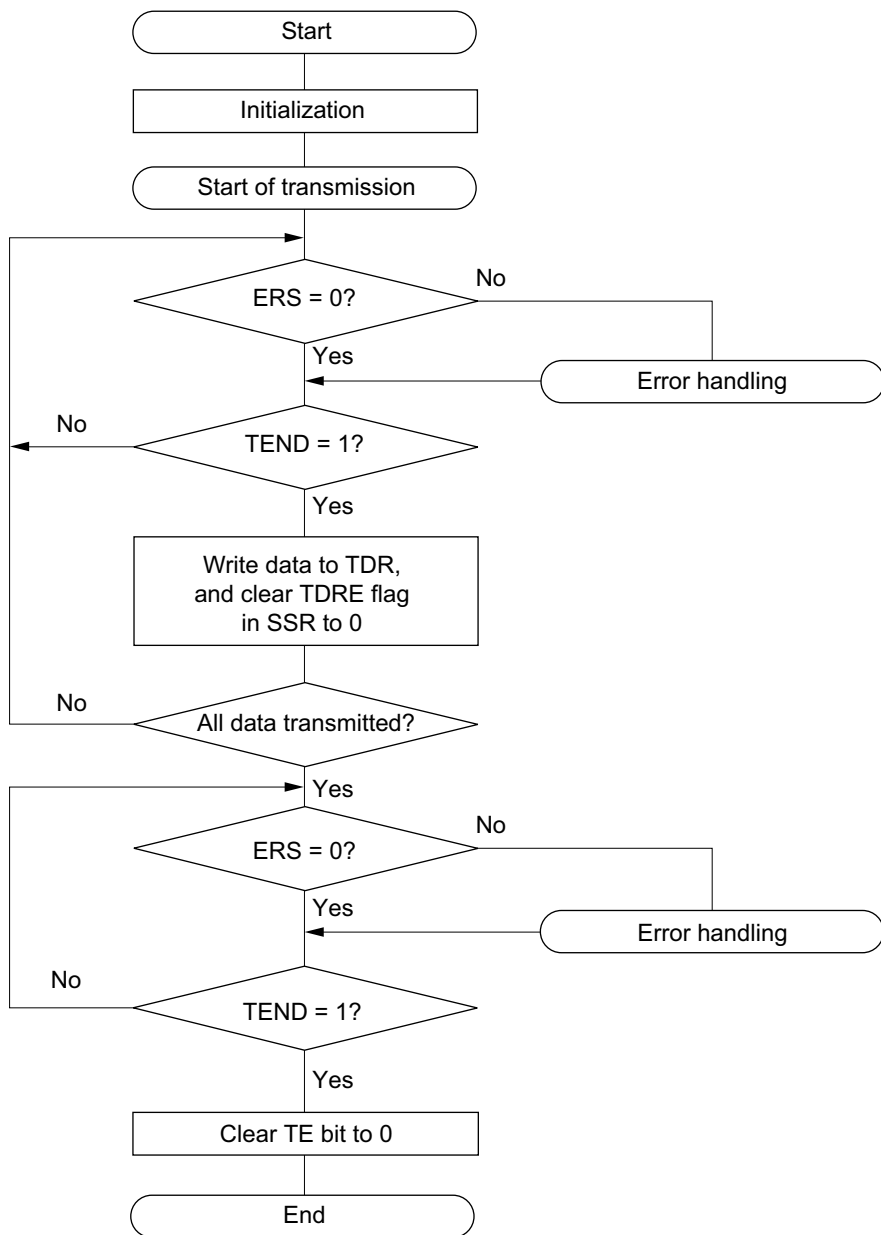 Start
Initialization
Start of transmission
ERS = 0?
No
Yes
Error handling
No
TEND = 1?
Yes
Write data to TDR,
and clear TDRE flag
in SSR to 0
No
All data transmitted?
Yes
ERS = 0?
No
Yes
Error handling
No
TEND = 1?
Yes
Clear TE bit to 0
End